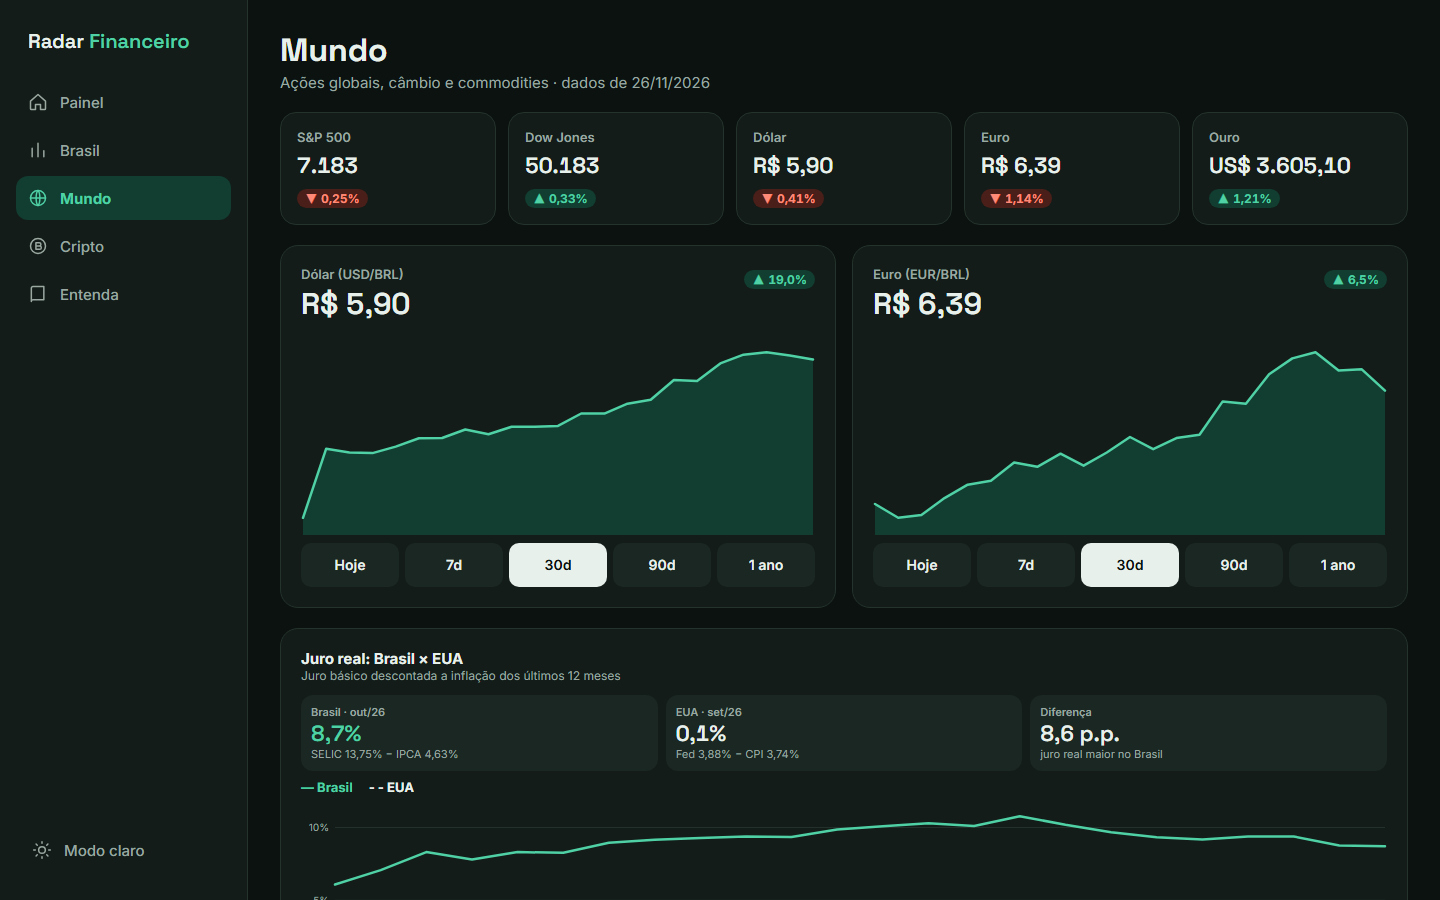 Radar Financeiro
Painel
Brasil
Mundo
Cripto
Entenda
Modo claro
Mundo
Ações globais, câmbio e commodities · dados de 26/11/2026
S&P 500
7.183
▼ 0,25%
Dow Jones
50.183
▲ 0,33%
Dólar
R$ 5,90
▼ 0,41%
Euro
R$ 6,39
▼ 1,14%
Ouro
US$ 3.605,10
▲ 1,21%
Dólar (USD/BRL)
R$ 5,90
▲ 19,0%
Hoje
7d
30d
90d
1 ano
Euro (EUR/BRL)
R$ 6,39
▲ 6,5%
Hoje
7d
30d
90d
1 ano
Juro real: Brasil × EUA
Juro básico descontada a inflação dos últimos 12 meses
Brasil · out/26
8,7%
SELIC 13,75% − IPCA 4,63%
EUA · set/26
0,1%
Fed 3,88% − CPI 3,74%
Diferença
8,6 p.p.
juro real maior no Brasil
— Brasil
- - EUA
10%
5%